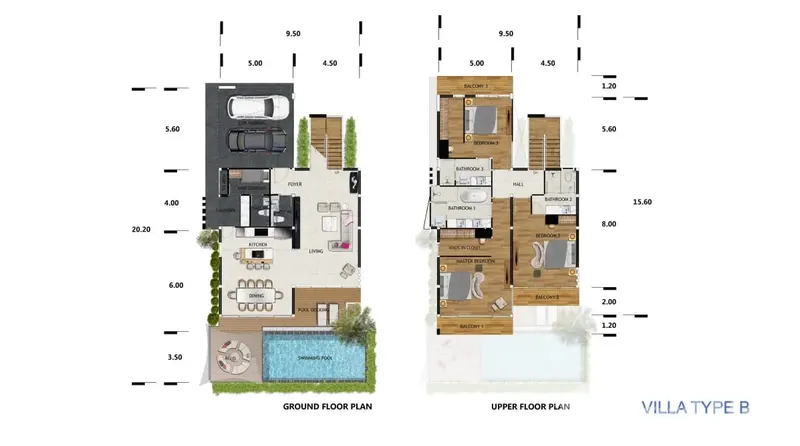 9.50
5.00
4.50
5.60
4.00
20.20
6.00
3.50
FOYER
KITCHEN
LIVING
DINING
POOL DECKING
SWIMMING POOL
GROUND FLOOR PLAN
9.50
5.00
4.50
1.20
5.60
15.60
8.00
2.00
1.20
BALCONY 3
BEDROOM 3
BATHROOM 3
HALL
BATHROOM 1
BATHROOM 2
WALK IN CLOSET
BEDROOM 2
MASTER BEDROOM
BALCONY 2
BALCONY 1
UPPER FLOOR PLAN
VILLA TYPE B